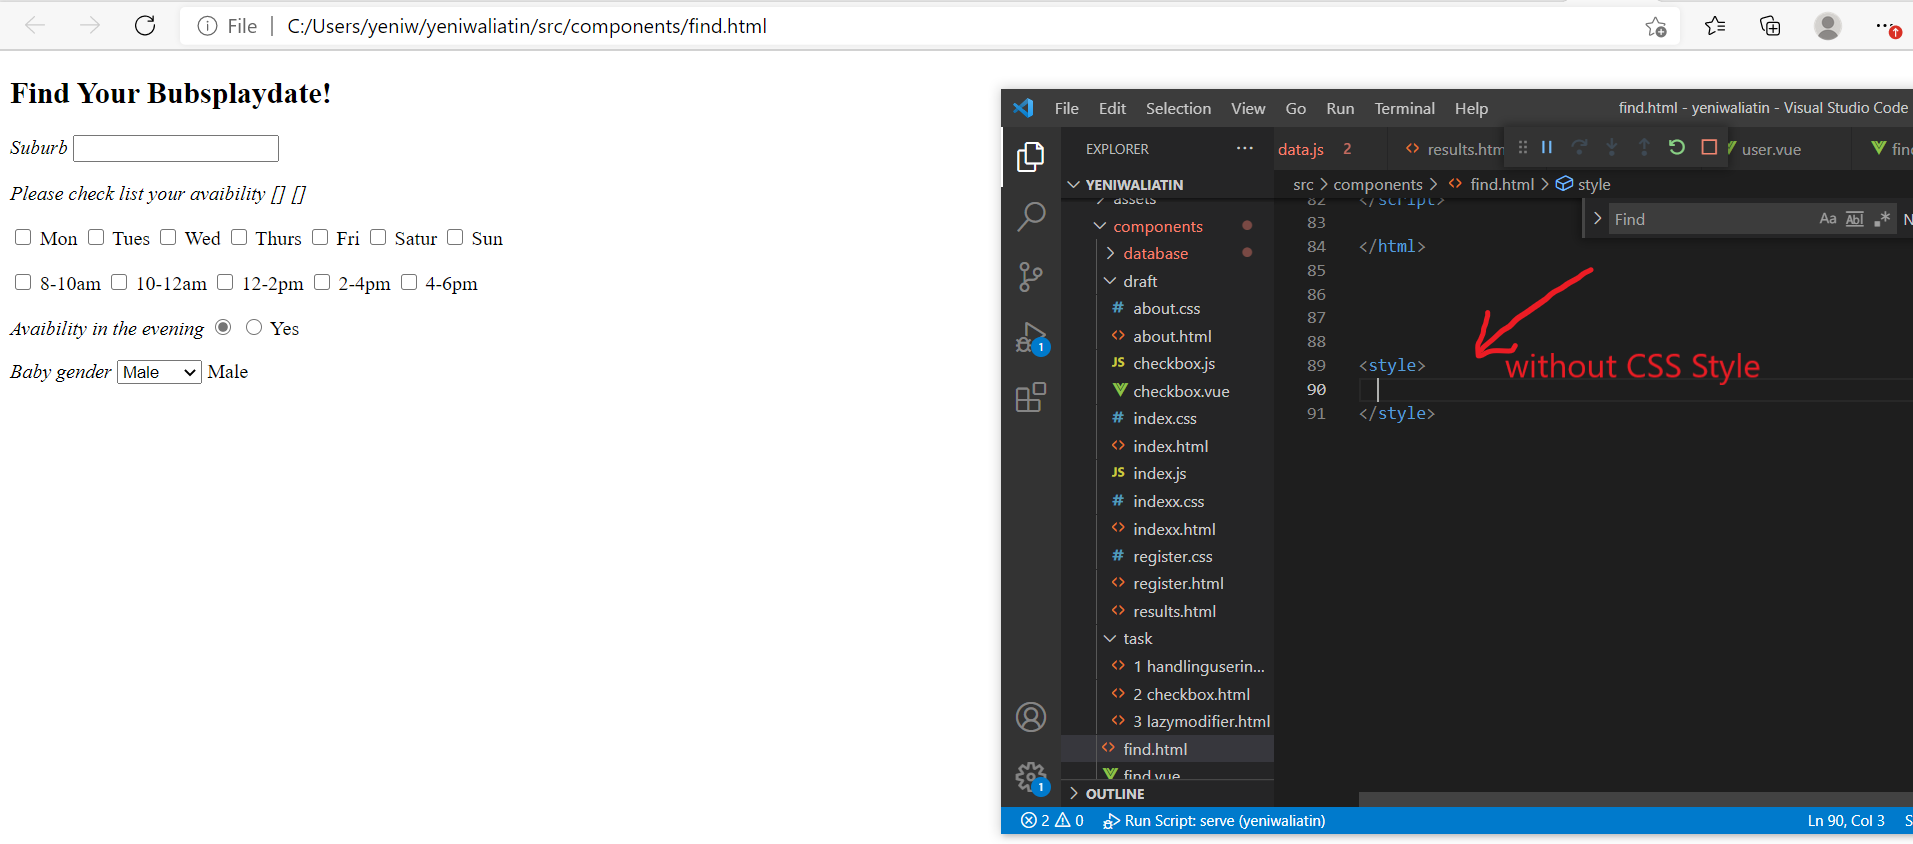 File | C:/Users/yeniw/yeniwaliatin/src/components/find.html
Find Your Bubsplaydate!
Suburb
Please check list your avaibility [] []
Mon Tues Wed Thurs Fri Satur Sun
8-10am 10-12am 12-2pm 2-4pm 4-6pm
Avaibility in the evening Yes
Baby gender Male Male
File Edit Selection View Go Run Terminal Help find.html - yeniwaliatin - Visual Studio Code
EXPLORER ...
data.js 2 results.htm user.vue fin
YENIWALIATIN
src > components > find.html > style
assets
components
database
draft
# about.css
<> about.html
JS checkbox.js
checkbox.vue
# index.css
<> index.html
JS index.js
# indexx.css
<> indexx.html
# register.css
<> register.html
<> results.html
task
<> 1 handlinguserin...
<> 2 checkbox.html
<> 3 lazymodifier.html
<> find.html
find.vue
OUTLINE
82 </script>
83
84 </html>
85
86
87
88
89 <style>
90
91 </style>
Find Aa Abl .* N
without CSS Style
1
1
2 0 Run Script: serve (yeniwaliatin) Ln 90, Col 3 S